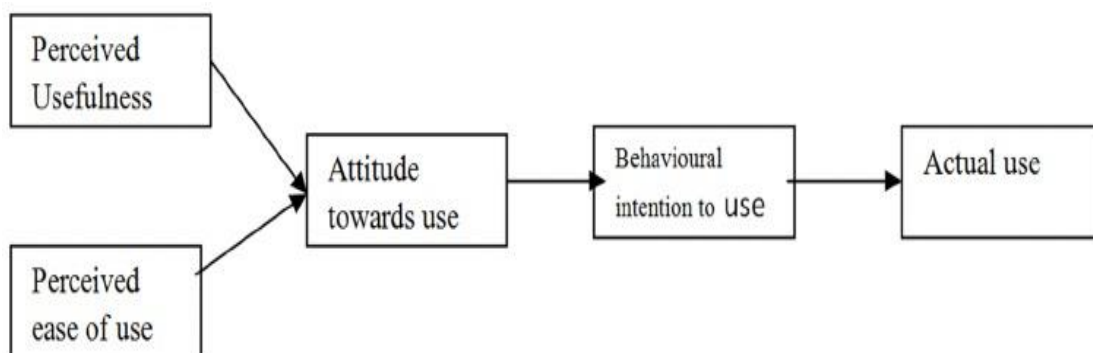 Perceived
Usefulness
Attitude
towards use
Behavioural
intention to use
Actual use
Perceived
ease of use